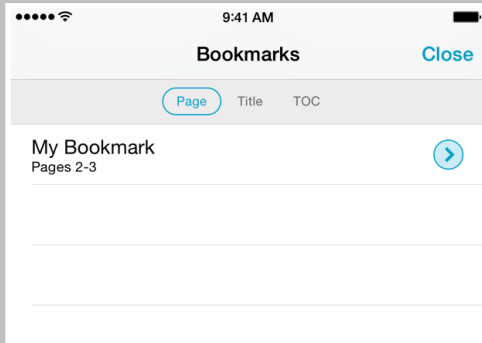 9:41 AM
Bookmarks Close
Page Title TOC
My Bookmark
Pages 2-3